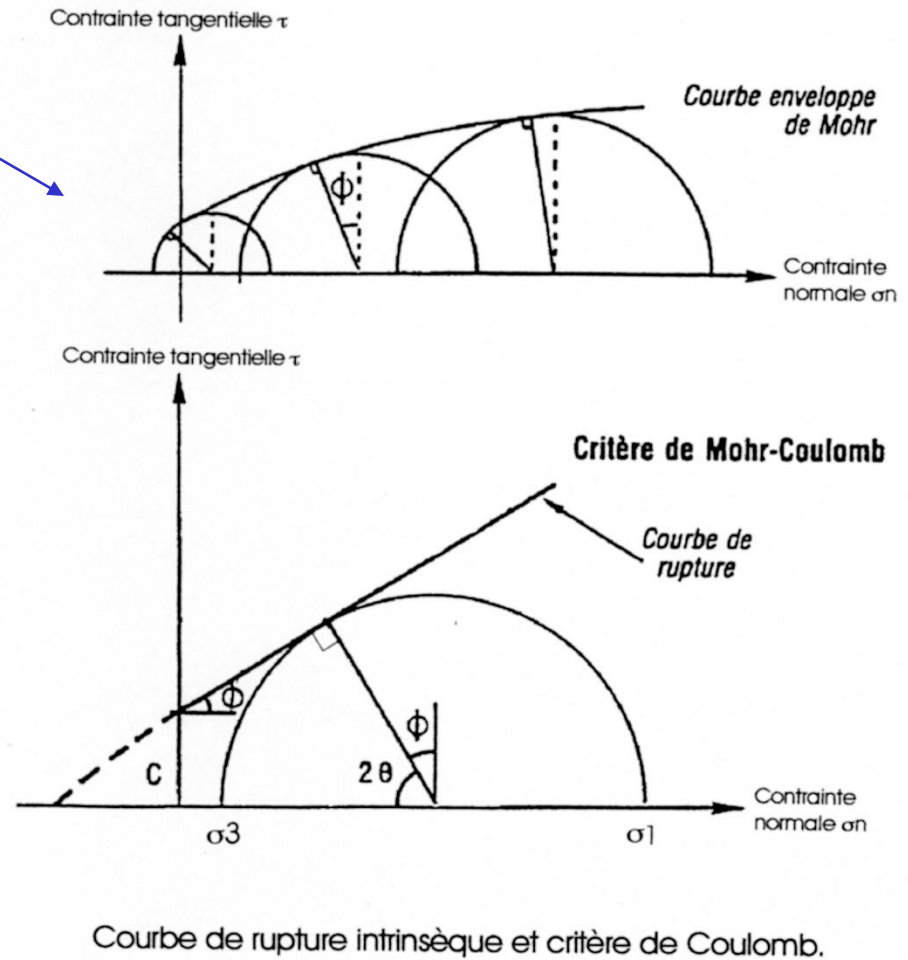 Contrainte tangentielle τ
Courbe enveloppe
de Mohr
ϕ
Contrainte
normale σn
Contrainte tangentielle τ
Critère de Mohr-Coulomb
Courbe de
rupture
ϕ
ϕ
C
2θ
Contrainte
normale σn
σ3
σ1
Courbe de rupture intrinsèque et critère de Coulomb.